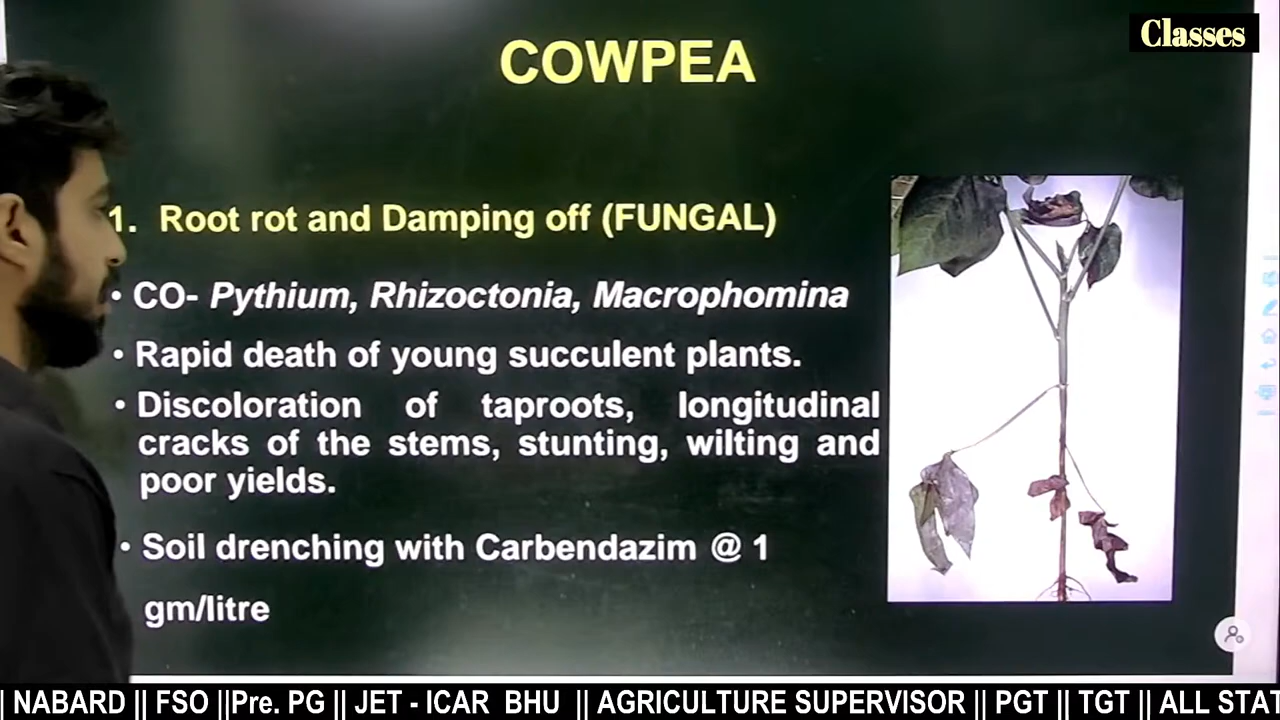 Classes
COWPEA
1. Root rot and Damping off (FUNGAL)
• CO- Pythium, Rhizoctonia, Macrophomina
• Rapid death of young succulent plants.
• Discoloration of taproots, longitudinal
cracks of the stems, stunting, wilting and
poor yields.
• Soil drenching with Carbendazim @ 1
gm/litre
| NABARD || FSO ||Pre. PG || JET - ICAR BHU || AGRICULTURE SUPERVISOR || PGT || TGT || ALL STAT